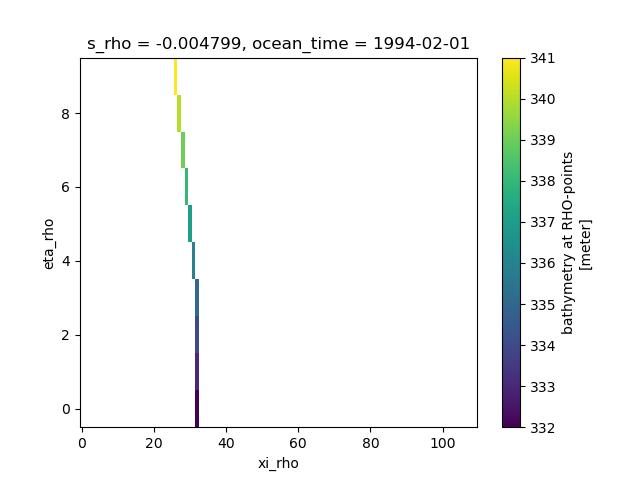 s_rho = -0.004799, ocean_time = 1994-02-01
eta_rho
8
6
4
2
0
0 20 40 60 80 100
xi_rho
341
340
339
338
337
336
335
334
333
332
bathymetry at RHO-points
[meter]